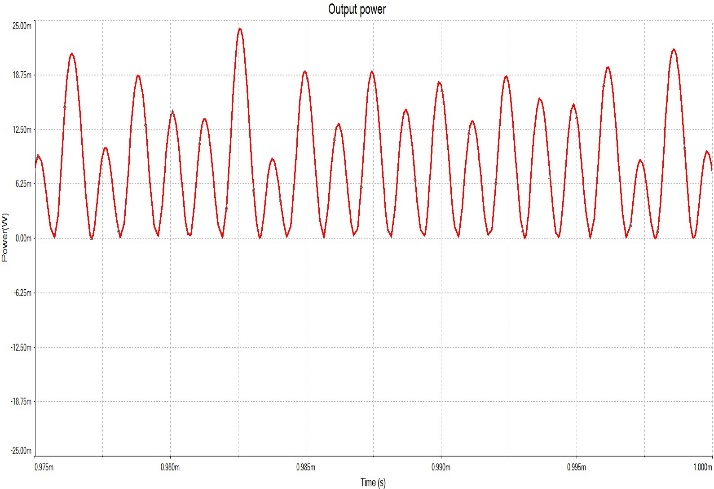 Output power
25.00m
18.75m
12.50m
6.25m
0.00m
-6.25m
-12.50m
-18.75m
-25.00m
Power(W)
0.975m 0.980m 0.985m 0.990m 0.995m 1.000m
Time (s)